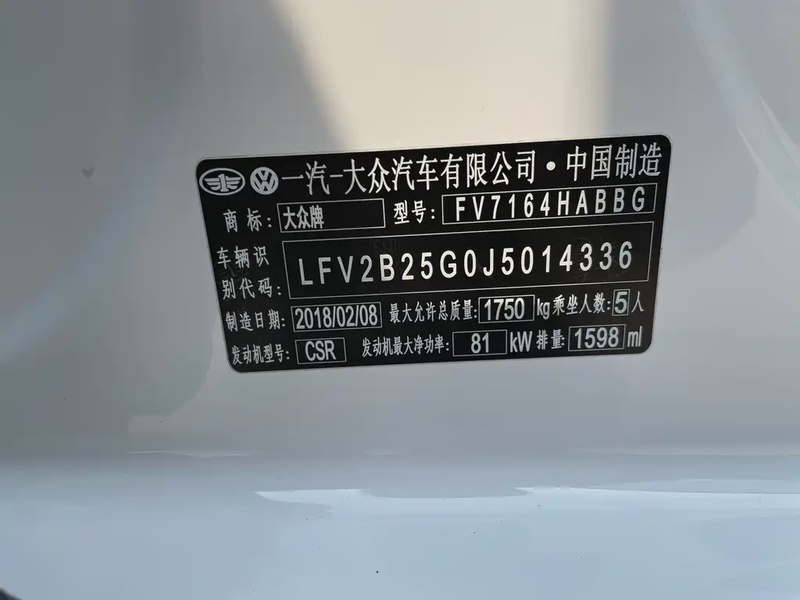 一汽-大众汽车有限公司·中国制造
商标: 大众牌 型号: FV7164HABBG
车辆识别代码: LFV2B25G0J5014336
制造日期: 2018/02/08 最大允许总质量: 1750 kg 乘坐人数: 5 人
发动机型号: CSR 发动机最大净功率: 81 kW 排量: 1598 ml